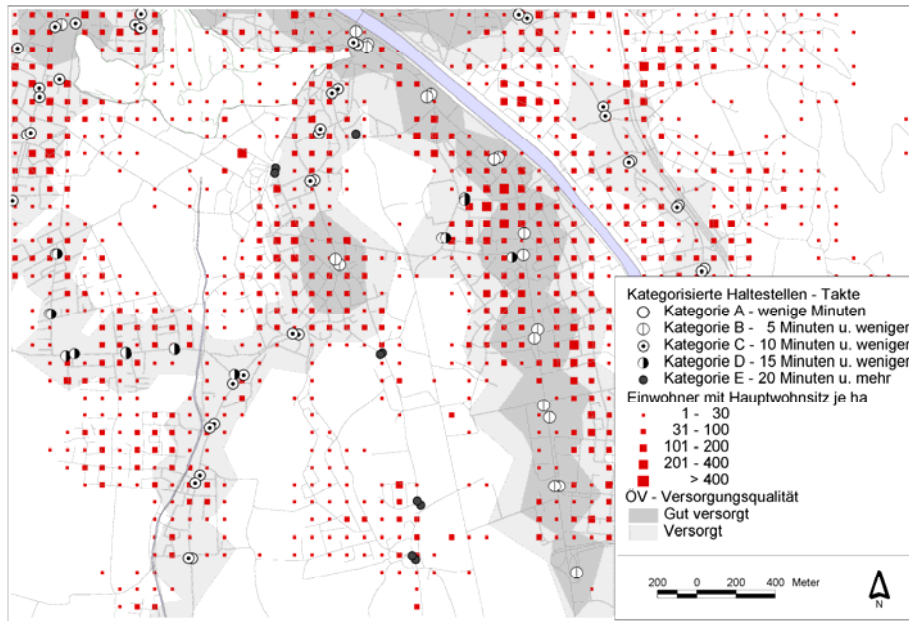 Kategorisierte Haltestellen - Takte
Kategorie A - wenige Minuten
Kategorie B - 5 Minuten u. weniger
Kategorie C - 10 Minuten u. weniger
Kategorie D - 15 Minuten u. weniger
Kategorie E - 20 Minuten u. mehr
Einwohner mit Hauptwohnsitz je ha
1 - 30
31 - 100
101 - 200
201 - 400
> 400
ÖV - Versorgungsqualität
Gut versorgt
Versorgt
200 0 200 400 Meter
N